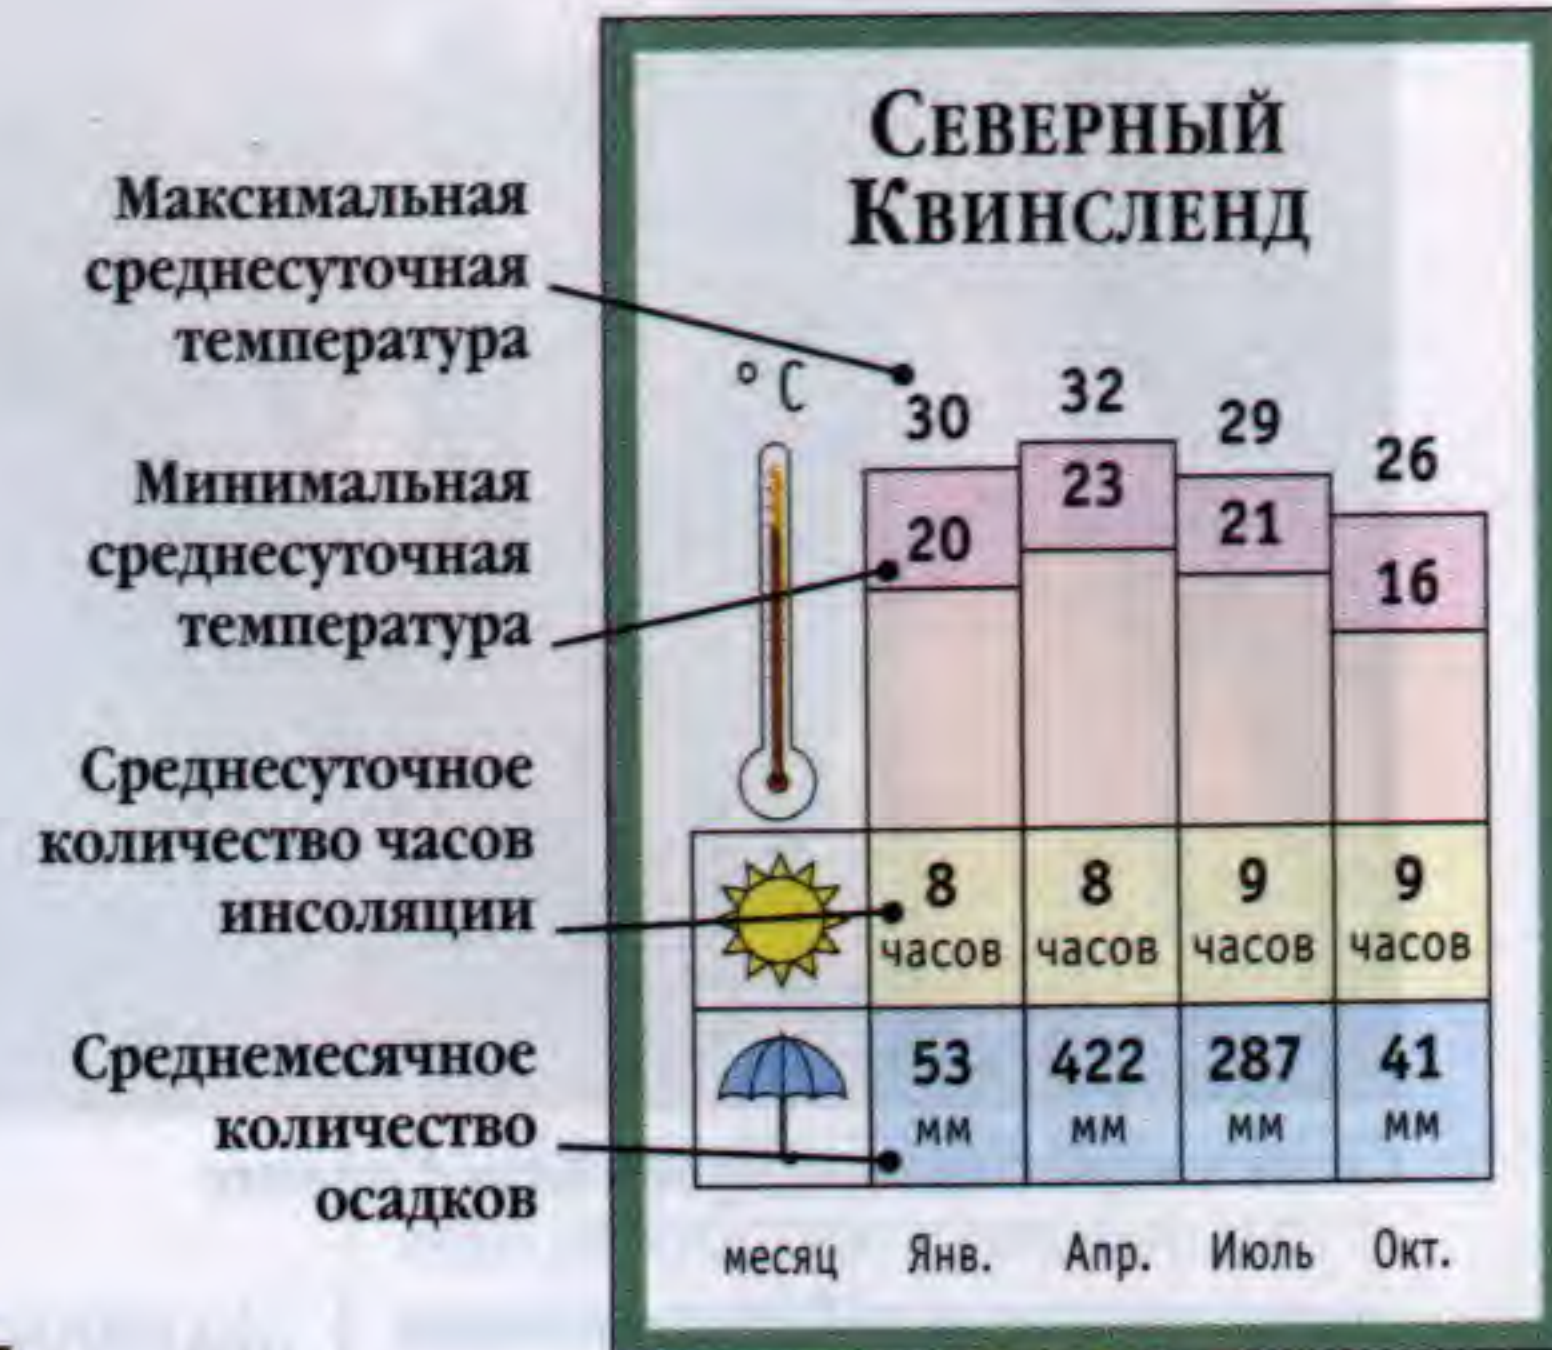 Северный
Квинсленд
Максимальная
среднесуточная
температура
Минимальная
среднесуточная
температура
Среднесуточное
количество часов
инсоляции
Среднемесячное
количество
осадков
° C
30 32 29 26
20 23 21 16
8 8 9 9
часов часов часов часов
53 422 287 41
мм мм мм мм
месяц Янв. Апр. Июль Окт.